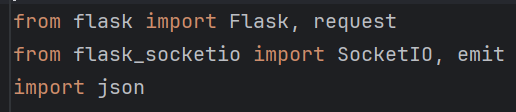 from flask import Flask, request
from flask_socketio import SocketIO, emit
import json